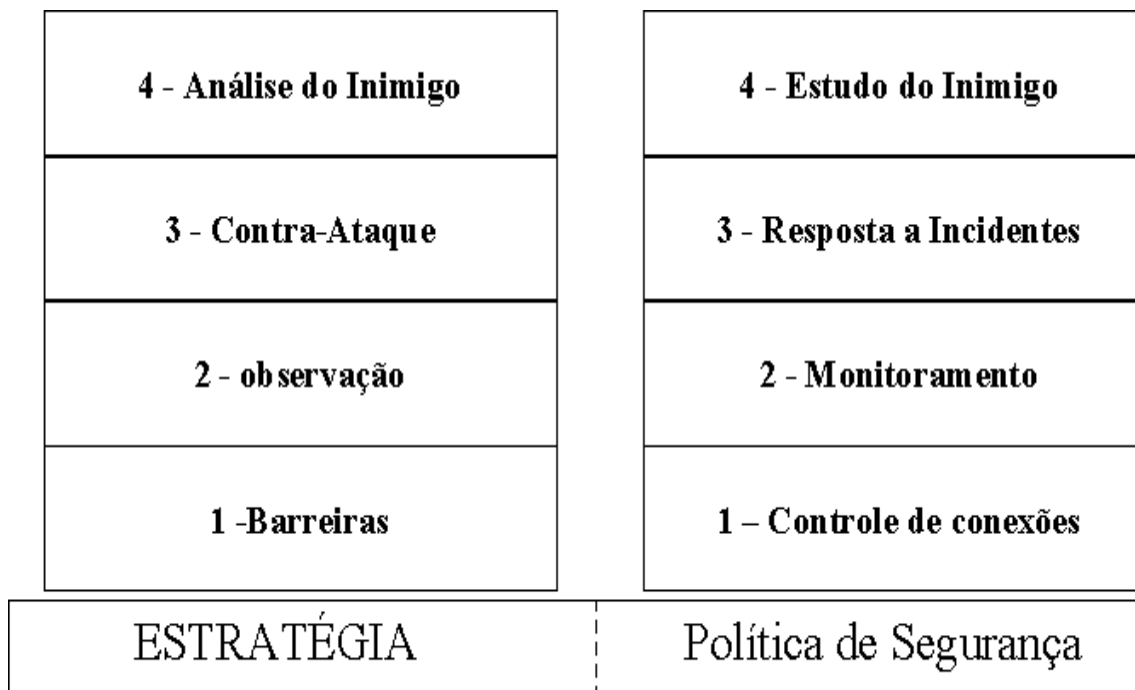 4 - Análise do Inimigo
3 - Contra-Ataque
2 - observação
1 -Barreiras
ESTRATÉGIA
4 - Estudo do Inimigo
3 - Resposta a Incidentes
2 - Monitoramento
1 – Controle de conexões
Política de Segurança